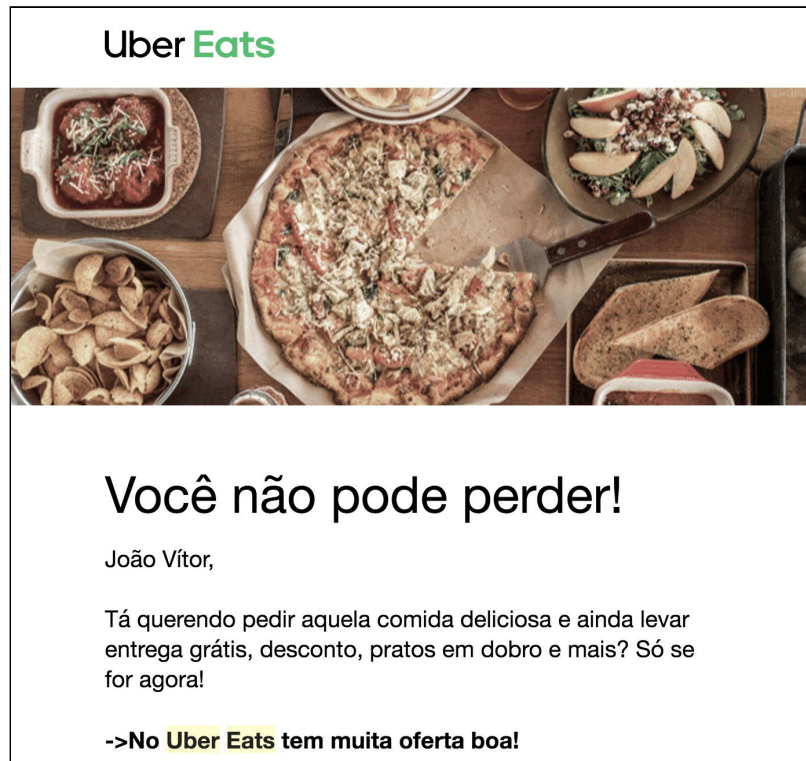 Uber Eats
Você não pode perder!
João Vítor,
Tá querendo pedir aquela comida deliciosa e ainda levar
entrega grátis, desconto, pratos em dobro e mais? Só se
for agora!
->No Uber Eats tem muita oferta boa!